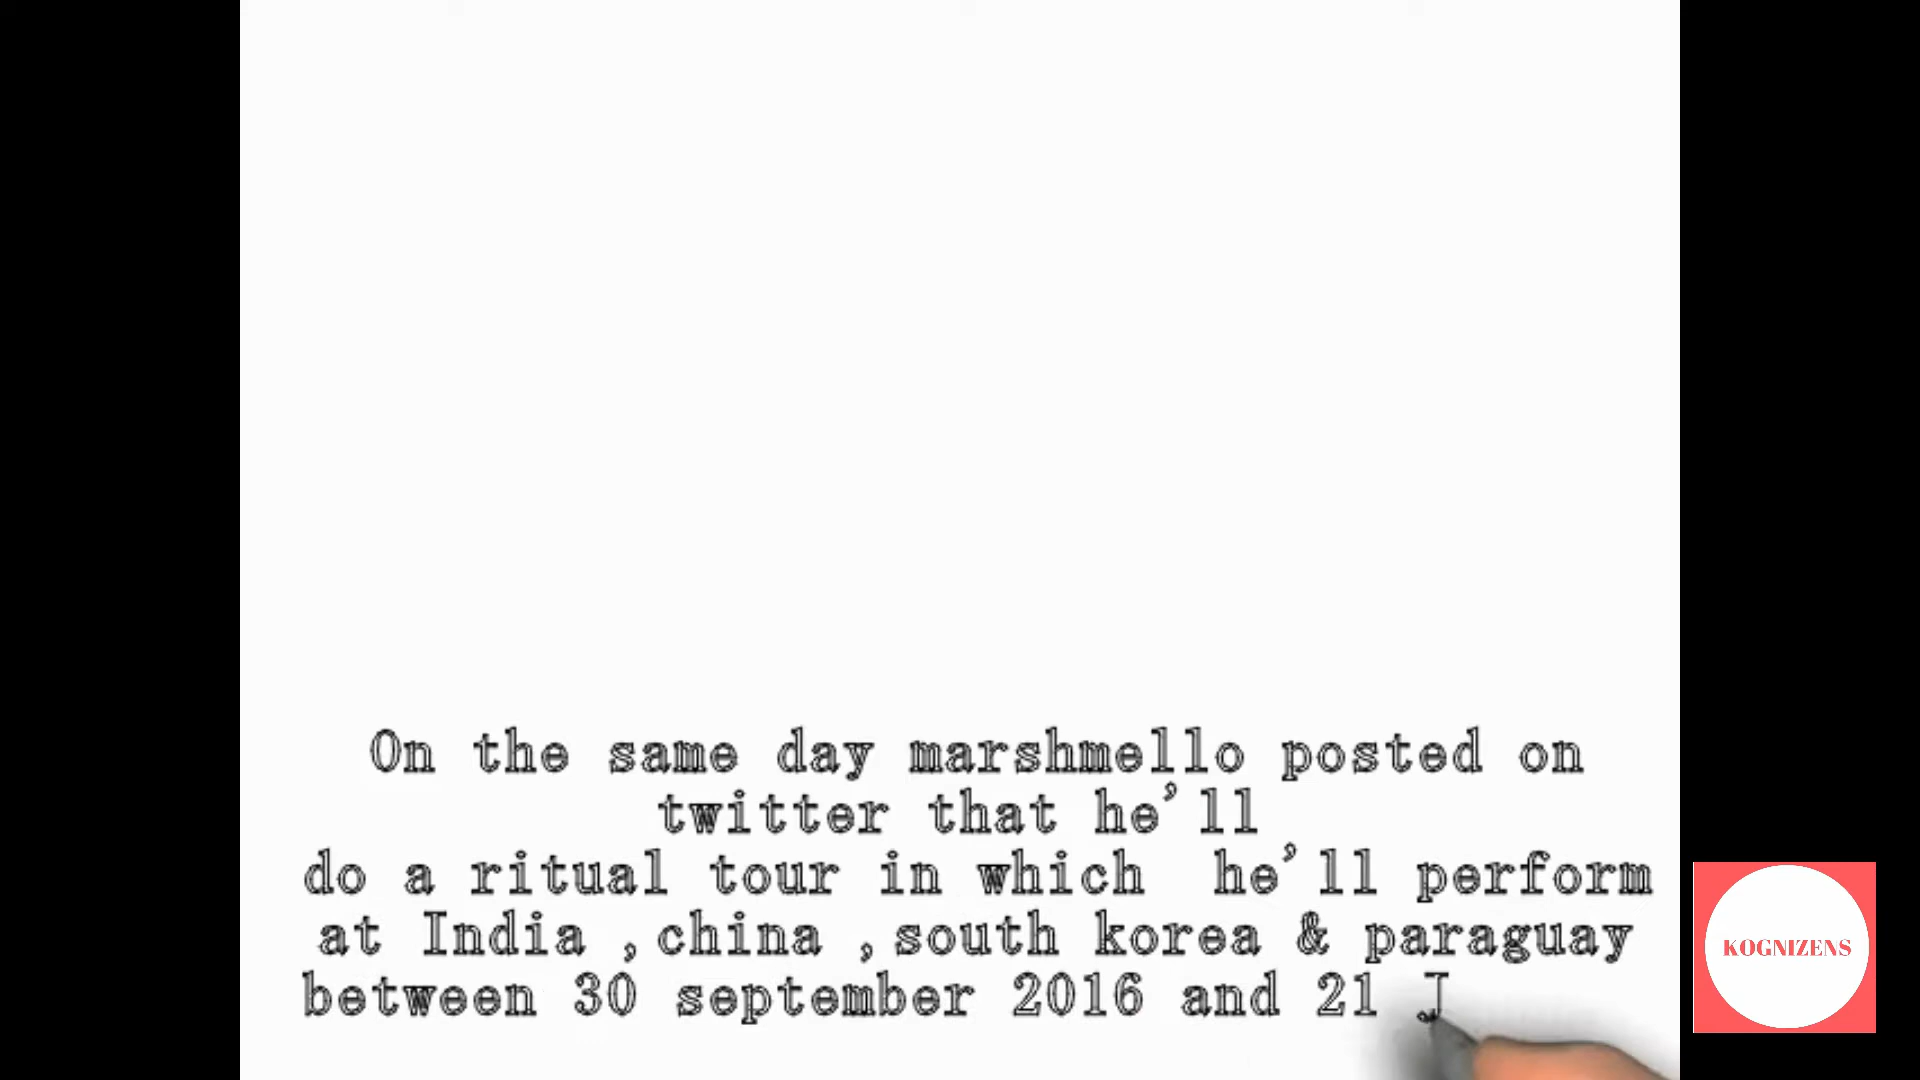 On the same day marshmello posted on
twitter that he'll
do a ritual tour in which he'll perform
at India ,china ,south korea & paraguay
between 30 september 2016 and 21 J
KOGNIZENS